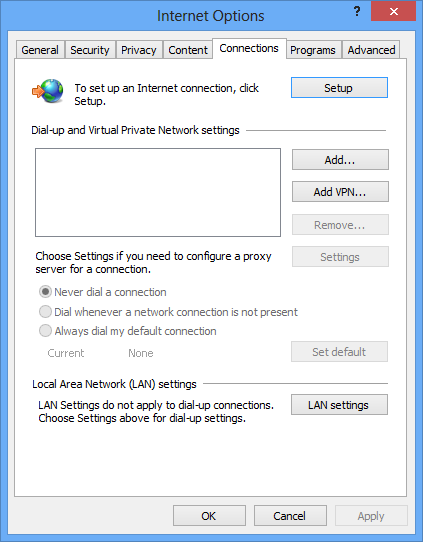 Internet Options
?
General Security Privacy Content Connections Programs Advanced
To set up an Internet connection, click
Setup.
Setup
Dial-up and Virtual Private Network settings
Add...
Add VPN...
Remove...
Choose Settings if you need to configure a proxy
server for a connection.
Settings
Never dial a connection
Dial whenever a network connection is not present
Always dial my default connection
Current None
Set default
Local Area Network (LAN) settings
LAN Settings do not apply to dial-up connections.
Choose Settings above for dial-up settings.
LAN settings
OK Cancel Apply